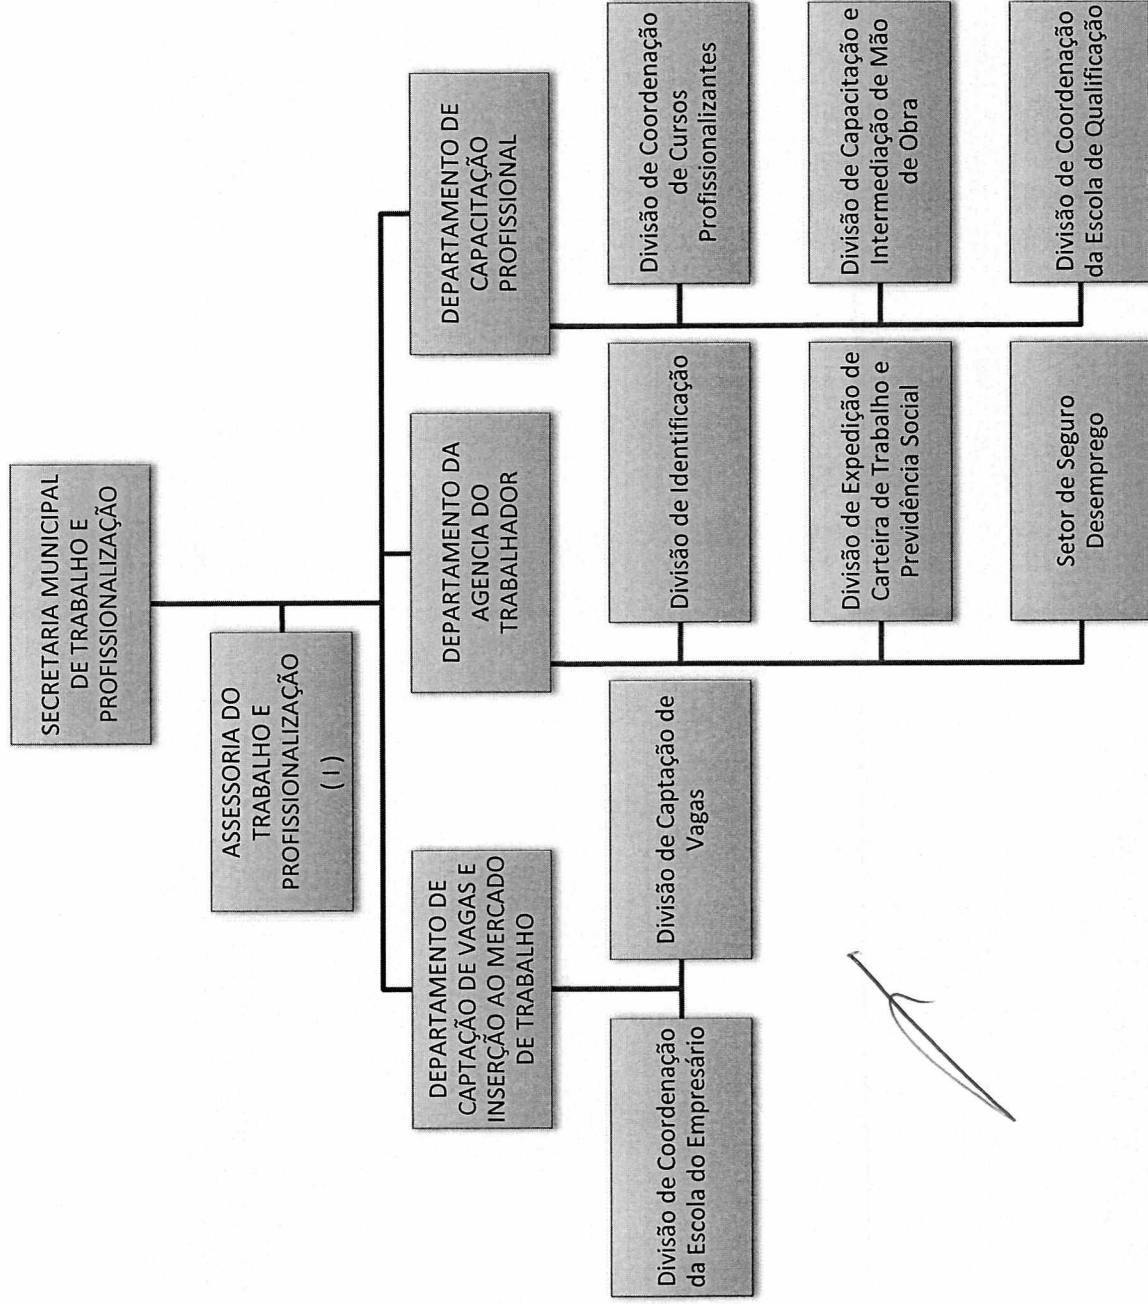 SECRETARIA MUNICIPAL
DE TRABALHO E
PROFISSIONALIZAÇÃO
ASSESSORIA DO
TRABALHO E
PROFISSIONALIZAÇÃO
( I )
DEPARTAMENTO DE
CAPTAÇÃO DE VAGAS E
INSERÇÃO AO MERCADO
DE TRABALHO
DEPARTAMENTO DA
AGENCIA DO
TRABALHADOR
DEPARTAMENTO DE
CAPACITAÇÃO
PROFISSIONAL
Divisão de Coordenação
da Escola do Empresário
Divisão de Captação de
Vagas
Divisão de Identificação
Divisão de Expedição de
Carteira de Trabalho e
Previdência Social
Setor de Seguro
Desemprego
Divisão de Coordenação
de Cursos
Profissionalizantes
Divisão de Capacitação e
Intermediação de Mão
de Obra
Divisão de Coordenação
da Escola de Qualificação